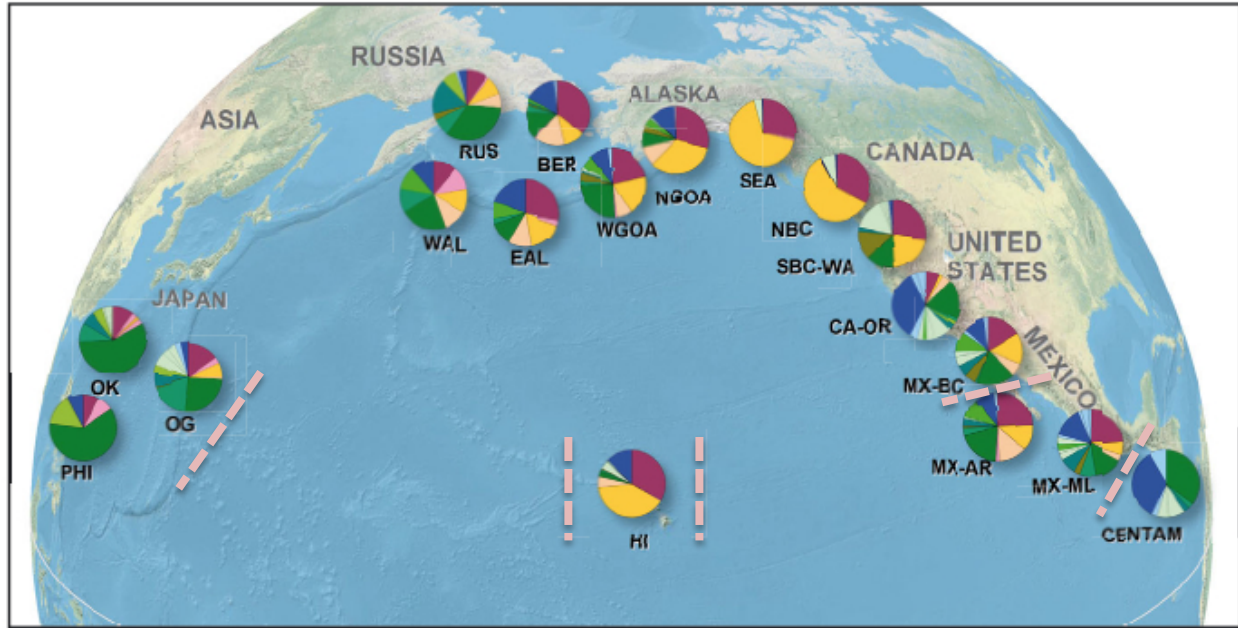 RUSSIA
ALASKA
ASIA
RUS
BER
NGOA
SEA
CANADA
WAL
EAL
WGOA
NBC
SBC-WA
UNITED
STATES
JAPAN
CA-OR
MEXICO
OK
OG
MX-BC
PHI
MX-AR
MX-ML
HI
CENTAM